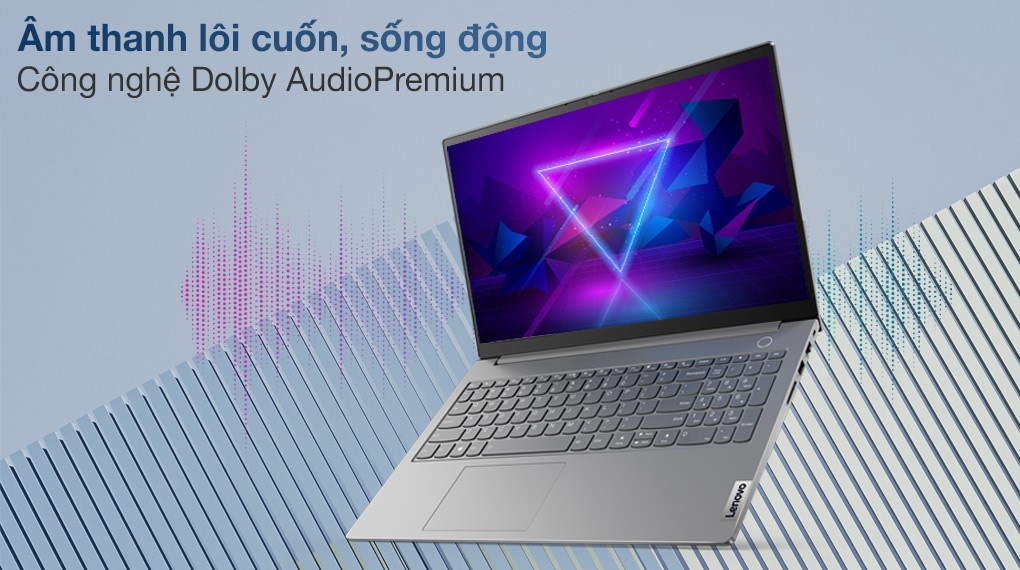 Âm thanh lôi cuốn, sống động
Công nghệ Dolby AudioPremium
Lenovo